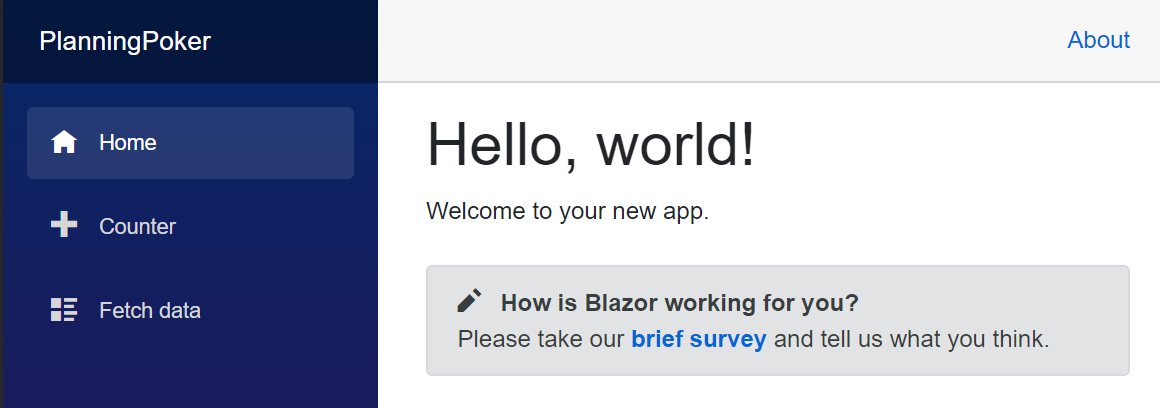 PlanningPoker
About
Home
Counter
Fetch data
Hello, world!
Welcome to your new app.
How is Blazor working for you?
Please take our brief survey and tell us what you think.